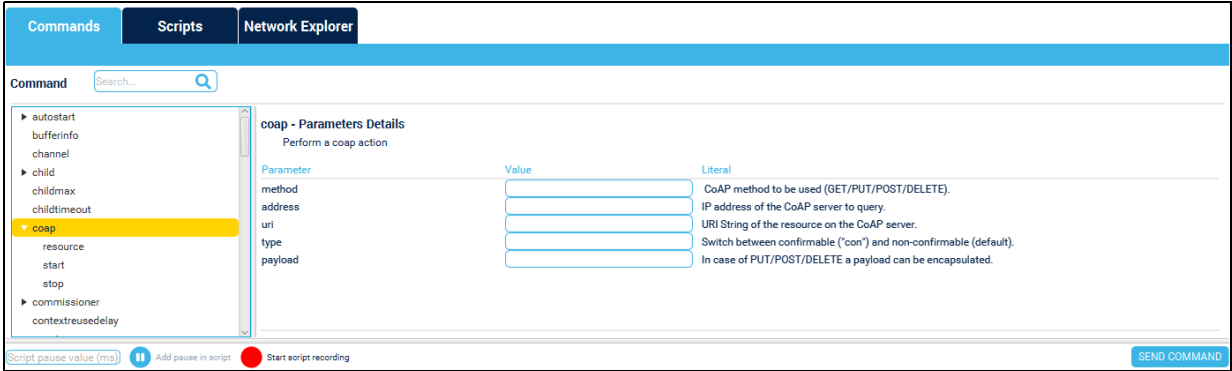 Commands Scripts Network Explorer
Command Search...
autostart
bufferinfo
channel
child
childmax
childtimeout
coap
resource
start
stop
commissioner
contextreusedelay
coap - Parameters Details
Perform a coap action
Parameter Value Literal
method CoAP method to be used (GET/PUT/POST/DELETE).
address IP address of the CoAP server to query.
uri URI String of the resource on the CoAP server.
type Switch between confirmable ("con") and non-confirmable (default).
payload In case of PUT/POST/DELETE a payload can be encapsulated.
Script pause value (ms) Add pause in script Start script recording SEND COMMAND